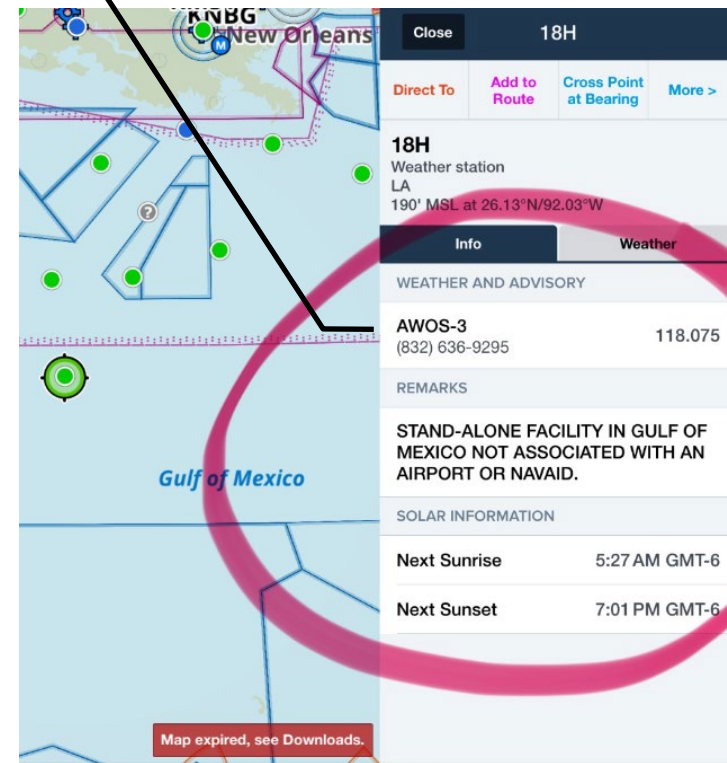 KNBG
New Orleans
M
?
Gulf of Mexico
Map expired, see Downloads.
Close
18H
Direct To
Add to
Route
Cross Point
at Bearing
More >
18H
Weather station
LA
190' MSL at 26.13°N/92.03°W
Info
Weather
WEATHER AND ADVISORY
AWOS-3
118.075
(832) 636-9295
REMARKS
STAND-ALONE FACILITY IN GULF OF
MEXICO NOT ASSOCIATED WITH AN
AIRPORT OR NAVAID.
SOLAR INFORMATION
Next Sunrise
5:27 AM GMT-6
Next Sunset
7:01 PM GMT-6